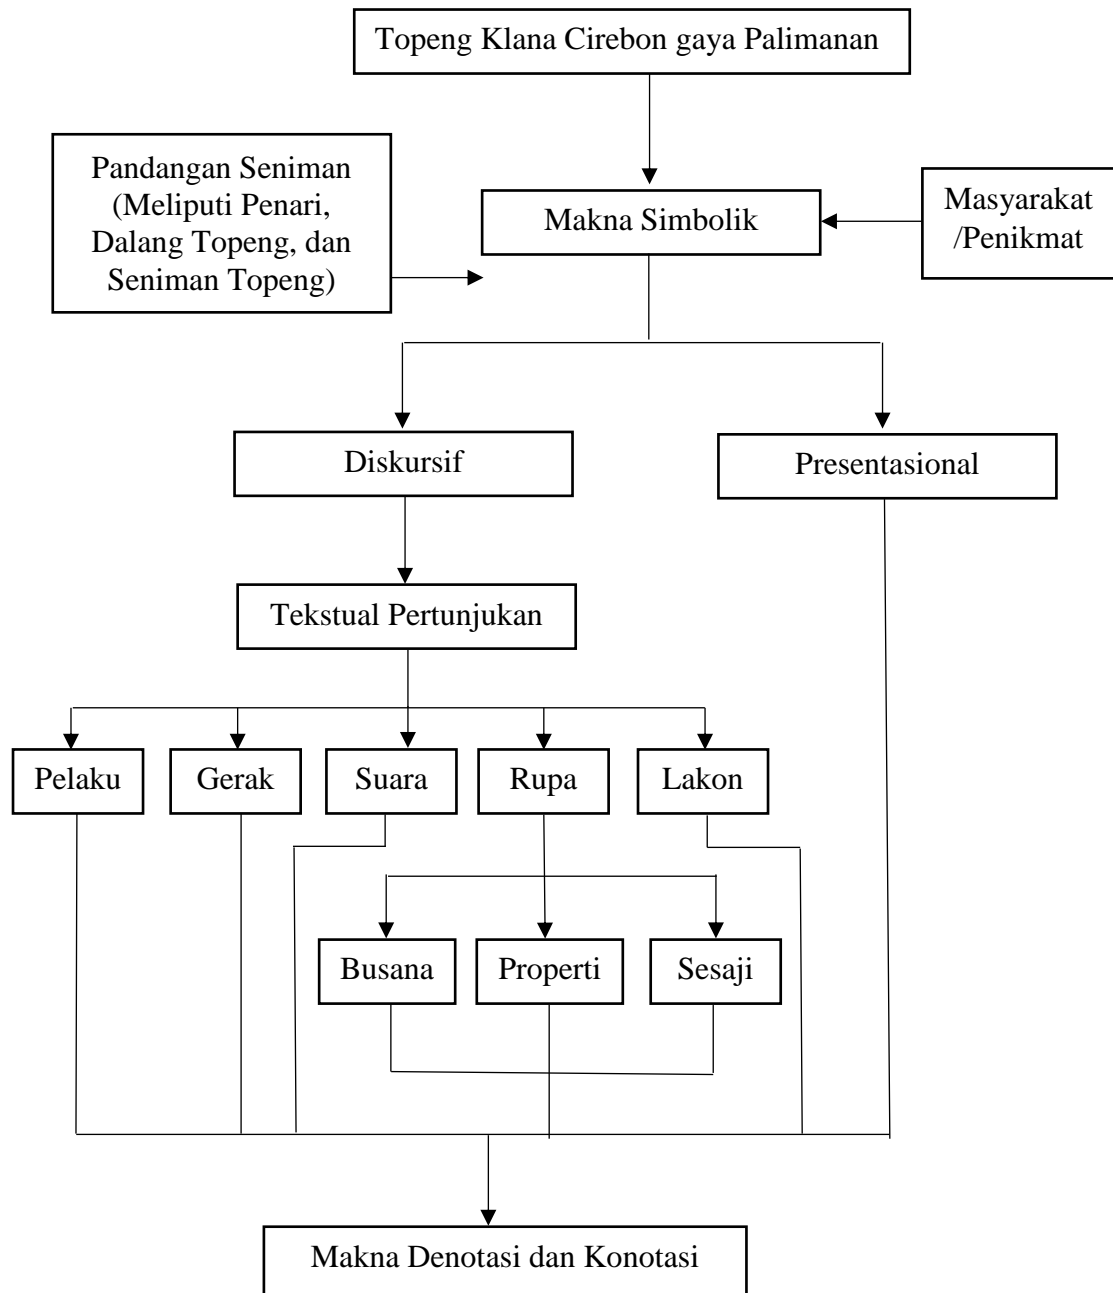 Topeng Klana Cirebon gaya Palimanan
Pandangan Seniman
(Meliputi Penari,
Dalang Topeng, dan
Seniman Topeng)
Makna Simbolik
Masyarakat
/Penikmat
Diskursif
Presentasional
Tekstual Pertunjukan
Pelaku
Gerak
Suara
Rupa
Lakon
Busana
Properti
Sesaji
Makna Denotasi dan Konotasi